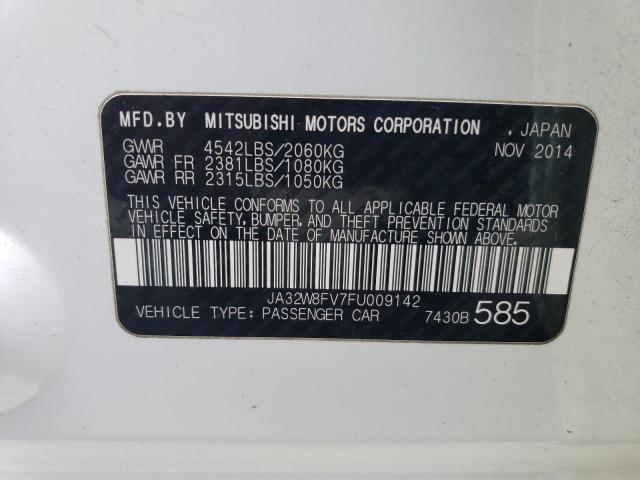 MFD.BY MITSUBISHI MOTORS CORPORATION , JAPAN
GVWR 4542LBS/2060KG NOV 2014
GAWR FR 2381LBS/1080KG
GAWR RR 2315LBS/1050KG
THIS VEHICLE CONFORMS TO ALL APPLICABLE FEDERAL MOTOR
VEHICLE SAFETY, BUMPER, AND THEFT PREVENTION STANDARDS
IN EFFECT ON THE DATE OF MANUFACTURE SHOWN ABOVE.
JA32W8FV7FU009142
VEHICLE TYPE: PASSENGER CAR 7430B 585